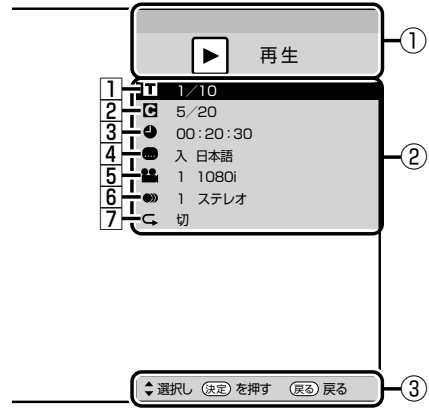 再生
①
1 T 1/10
2 C 5/20
3 00:20:30
②
4 入 日本語
5 1 1080i
6 1 ステレオ
7 切
選択し 決定 を押す 戻る 戻る
③